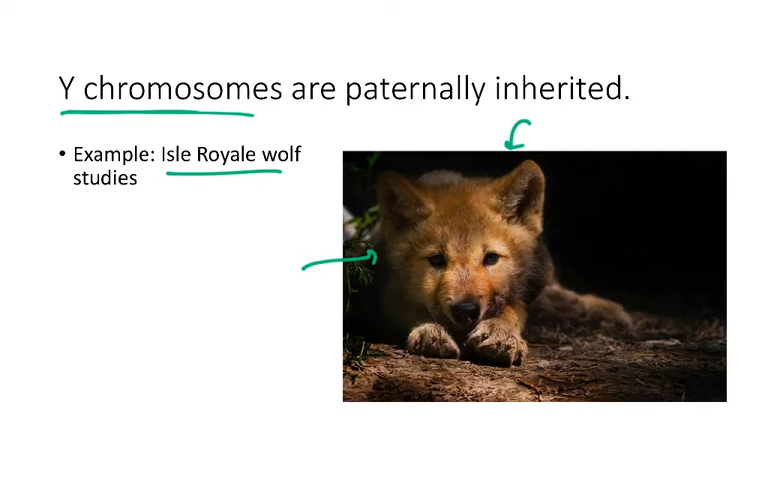 Y chromosomes are paternally inherited.
• Example: Isle Royale wolf
studies